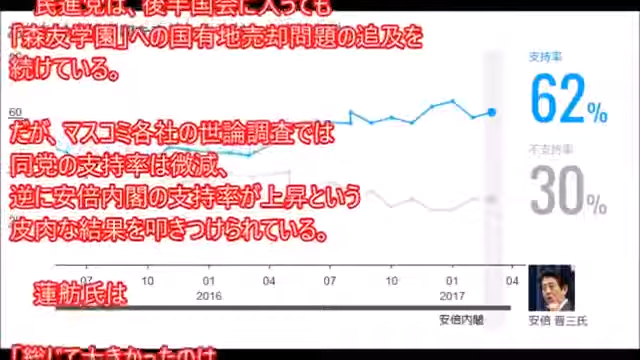 民進党は、後半国会に入っても
「森友学園」への国有地売却問題の追及を
続けている。
だが、マスコミ各社の世論調査では
同党の支持率は微減、
逆に安倍内閣の支持率が上昇という
皮肉な結果を叩きつけられている。
蓮舫氏は
「総じて大きかったのは
支持率
62%
不支持率
30%
60
07 10 01 04 07 10 01 04
2016 2017
安倍内閣
安倍 晋三氏